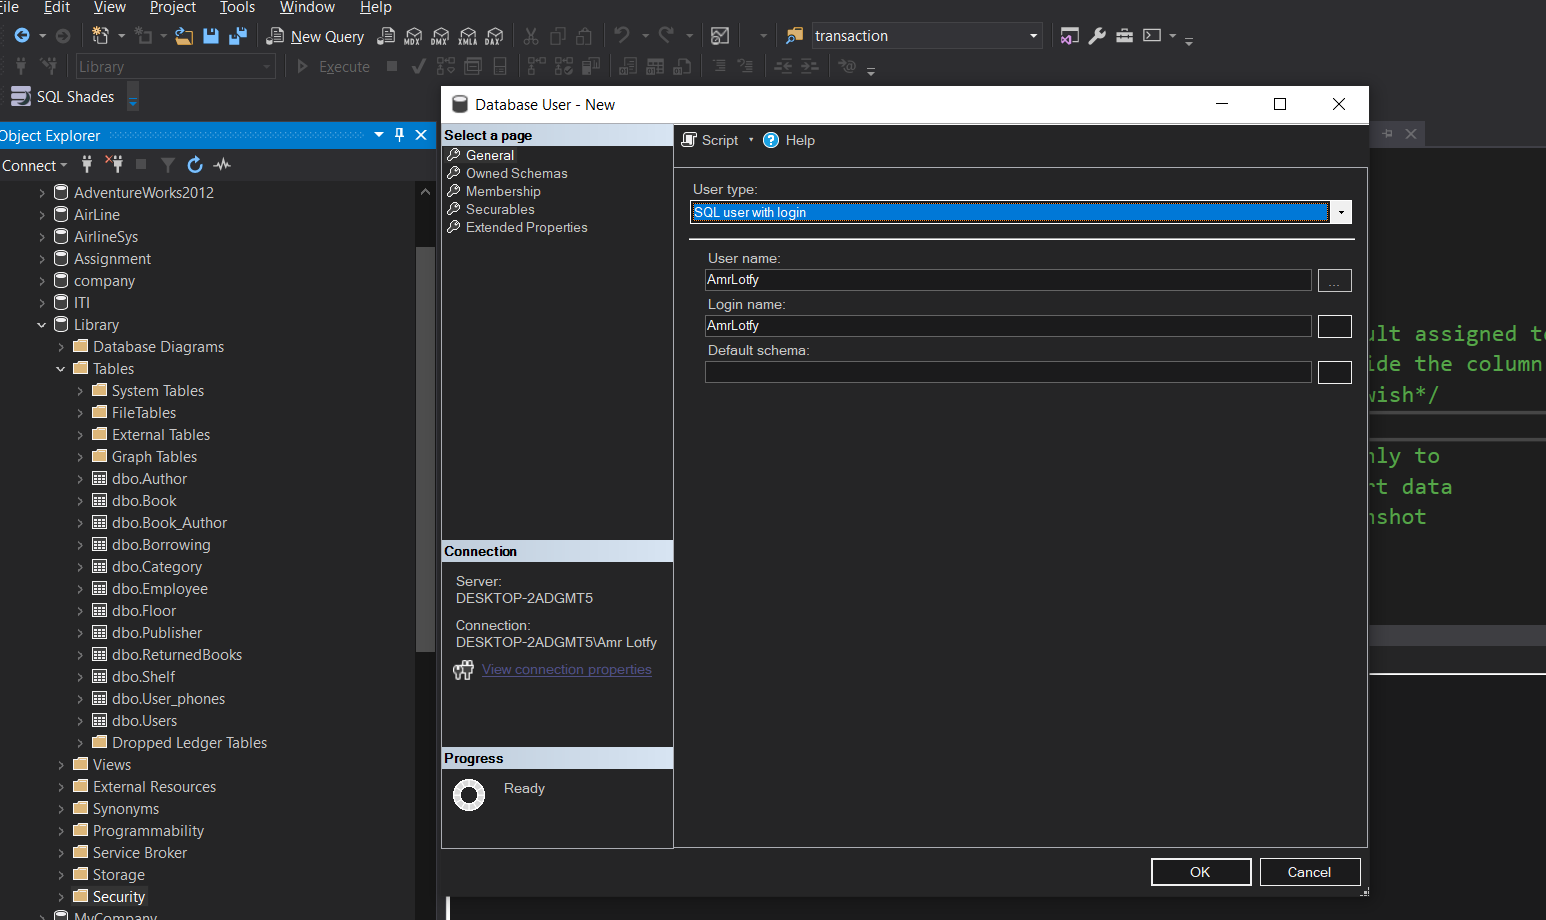 File Edit View Project Tools Window Help
New Query MDX DMX XMLA DAX transaction
Library Execute
SQL Shades
Object Explorer
Connect
AdventureWorks2012
AirLine
AirlineSys
Assignment
company
ITI
Library
Database Diagrams
Tables
System Tables
FileTables
External Tables
Graph Tables
dbo.Author
dbo.Book
dbo.Book_Author
dbo.Borrowing
dbo.Category
dbo.Employee
dbo.Floor
dbo.Publisher
dbo.ReturnedBooks
dbo.Shelf
dbo.User_phones
dbo.Users
Dropped Ledger Tables
Views
External Resources
Synonyms
Programmability
Service Broker
Storage
Security
MyCompany
Database User - New
Select a page
General
Owned Schemas
Membership
Securables
Extended Properties
Connection
Server:
DESKTOP-2ADGMT5
Connection:
DESKTOP-2ADGMT5\Amr Lotfy
View connection properties
Progress
Ready
Script Help
User type:
SQL user with login
User name:
AmrLotfy
...
Login name:
AmrLotfy
Default schema:
OK Cancel
ult assigned to
ide the column
wish*/
nly to
rt data
nshot